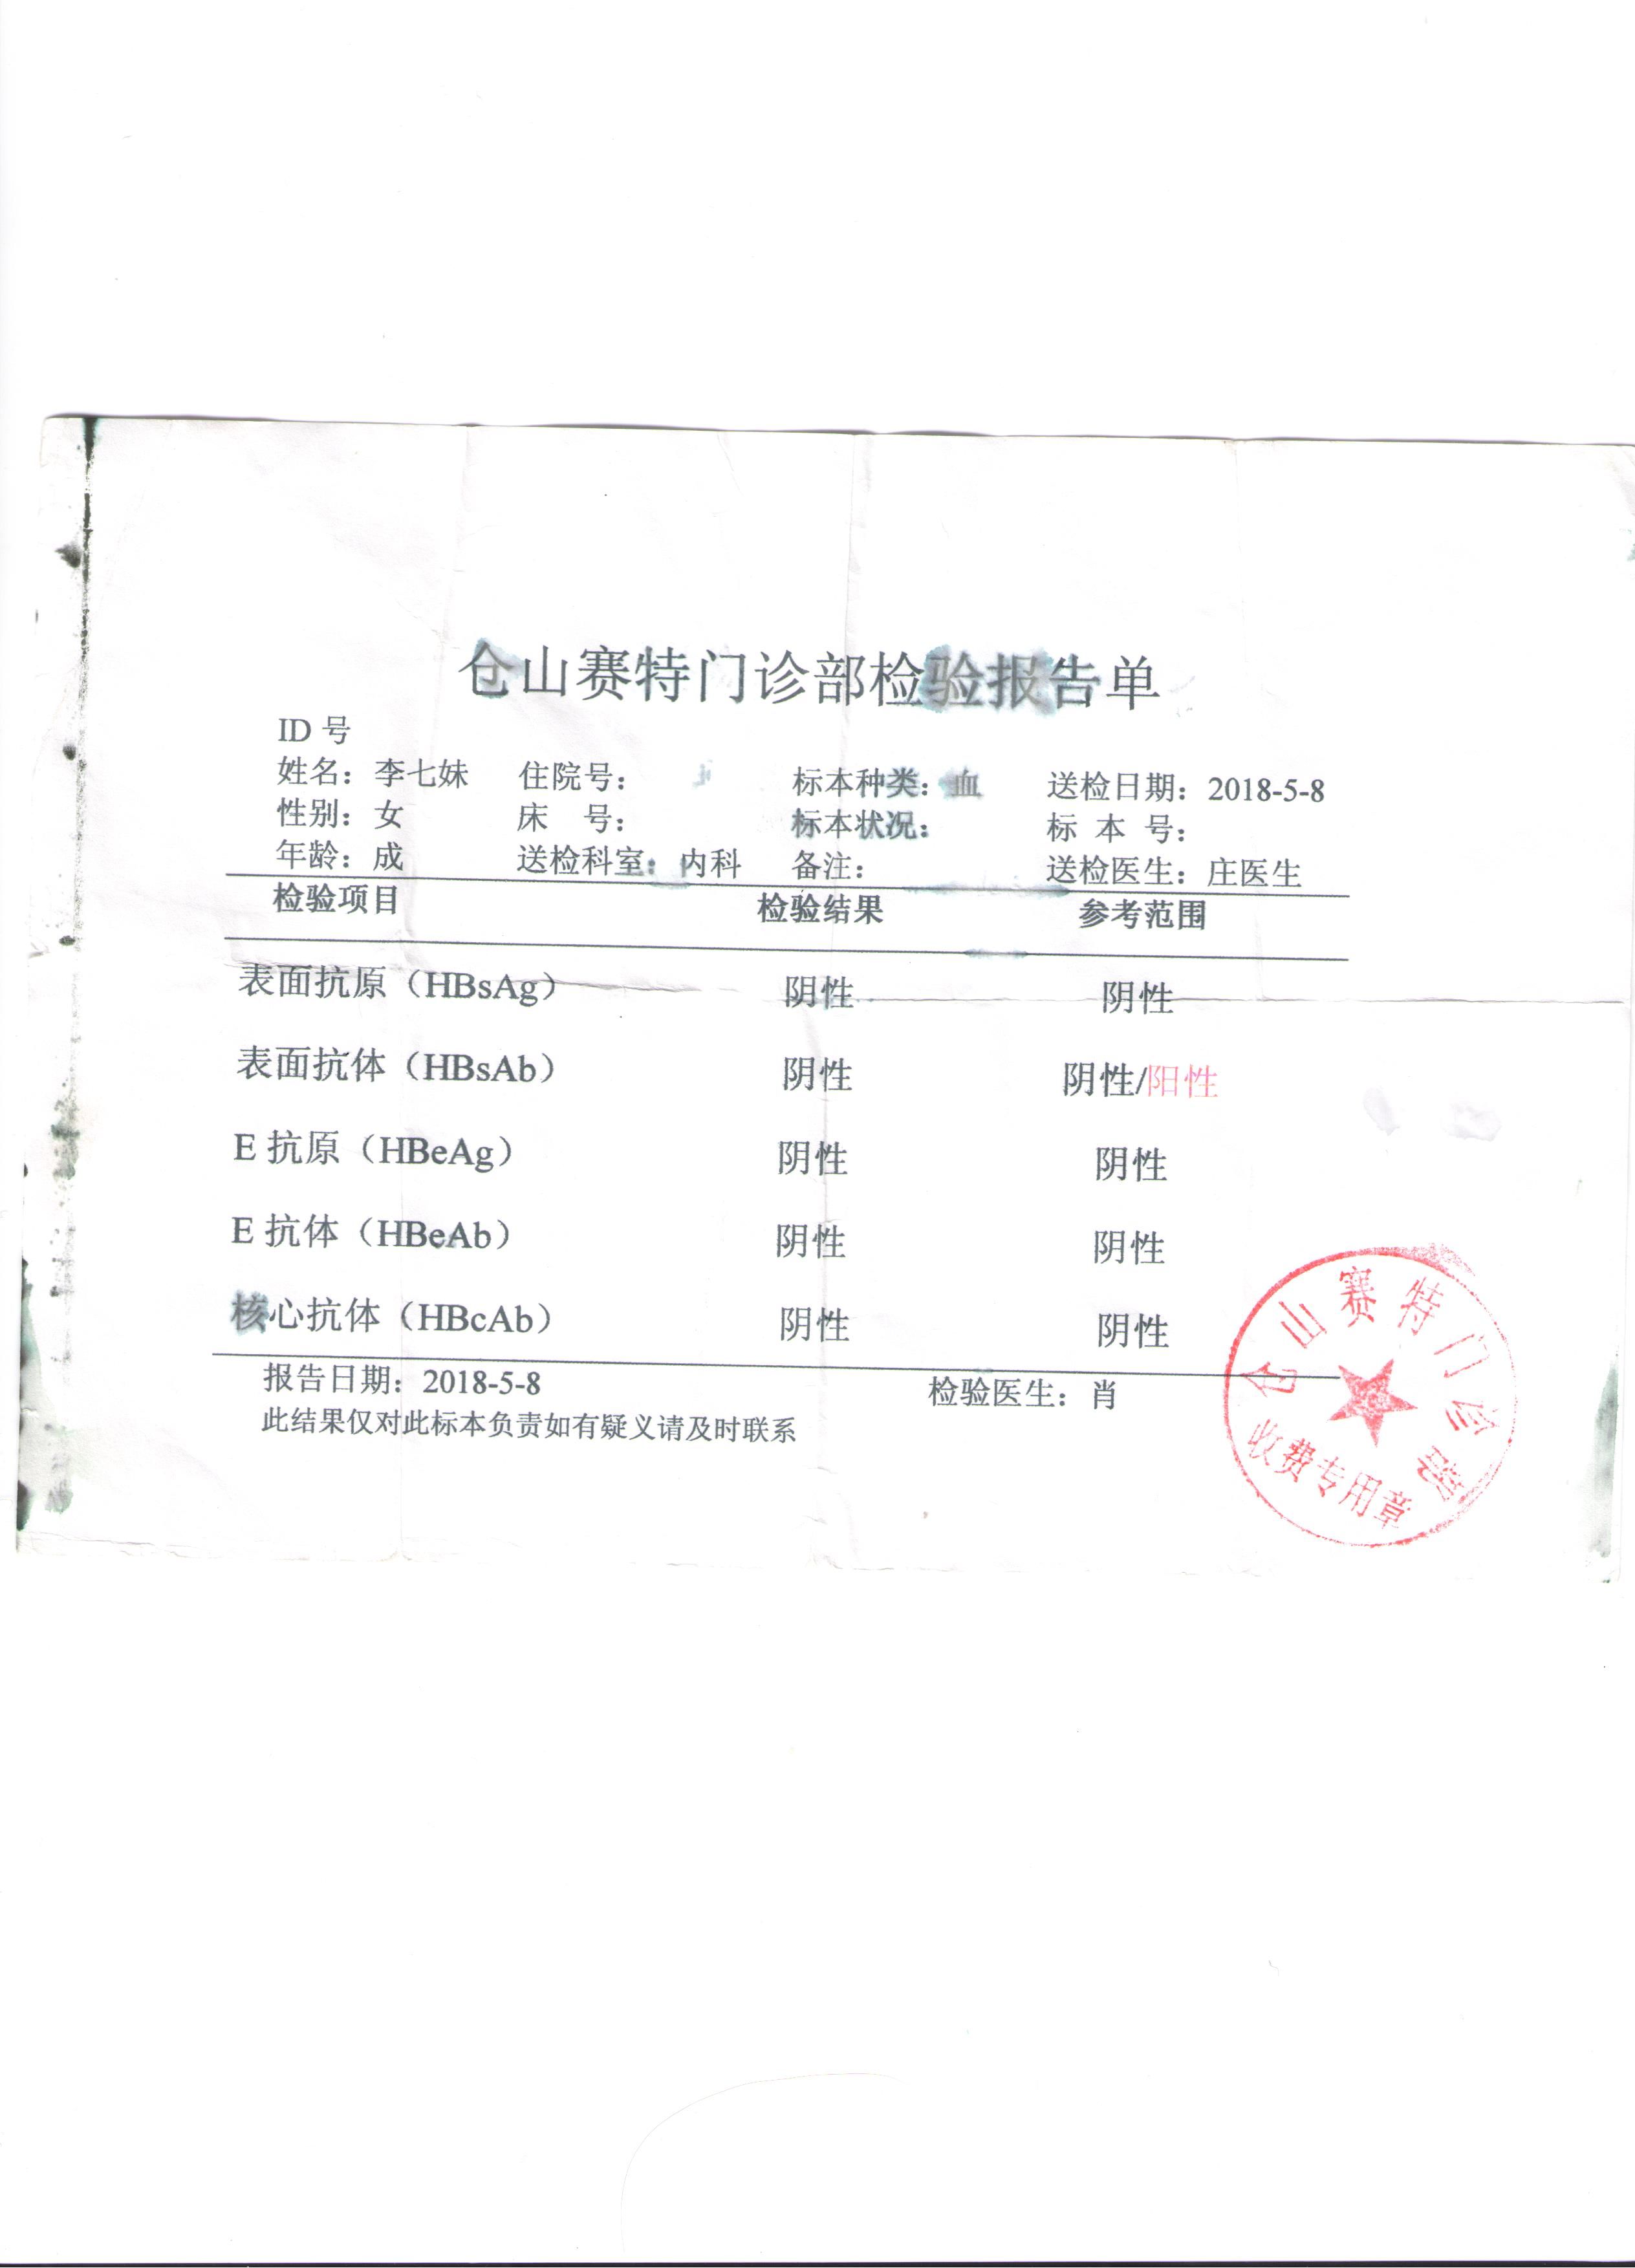 仓山赛特门诊部检验报告单
ID 号
姓名：李七妹 住院号： 标本种类：血 送检日期：2018-5-8
性别：女 床 号： 标本状况： 标 本 号：
年龄：成 送检科室：内科 备注： 送检医生：庄医生
检验项目 检验结果 参考范围
表面抗原（HBsAg） 阴性 阴性
表面抗体（HBsAb） 阴性 阴性/阳性
E 抗原（HBeAg） 阴性 阴性
E 抗体（HBeAb） 阴性 阴性
核心抗体（HBcAb） 阴性 阴性
报告日期：2018-5-8 检验医生：肖
此结果仅对此标本负责如有疑义请及时联系
仓山赛特门诊部
收费专用章